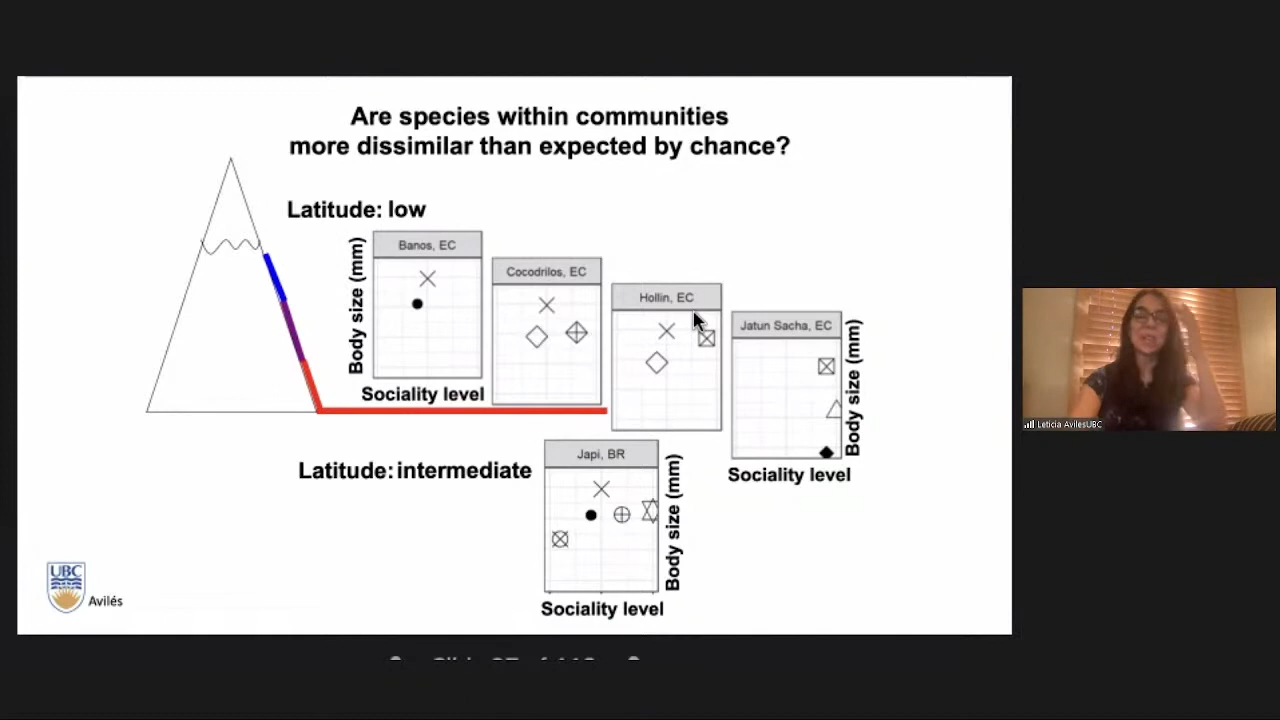 Are species within communities
more dissimilar than expected by chance?
Latitude: low
Body size (mm)
Banos, EC
Cocodrilos, EC
Hollin, EC
Jatun Sacha, EC
Body size (mm)
Sociality level
Sociality level
Latitude: intermediate
Japi, BR
Body size (mm)
Sociality level
UBC
Avilés
Leticia AvilesUBC